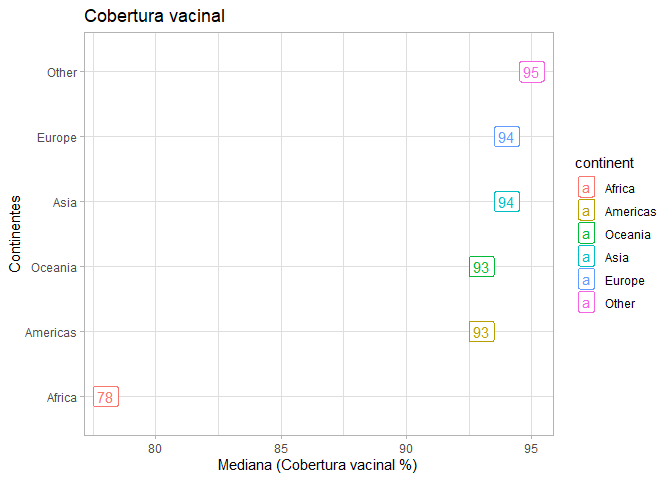 Cobertura vacinal
Other
95
Europe
94
Asia
94
Oceania
93
Americas
93
Africa
78
80
85
90
95
Mediana (Cobertura vacinal %)
Continentes
continent
a Africa
a Americas
a Oceania
a Asia
a Europe
a Other